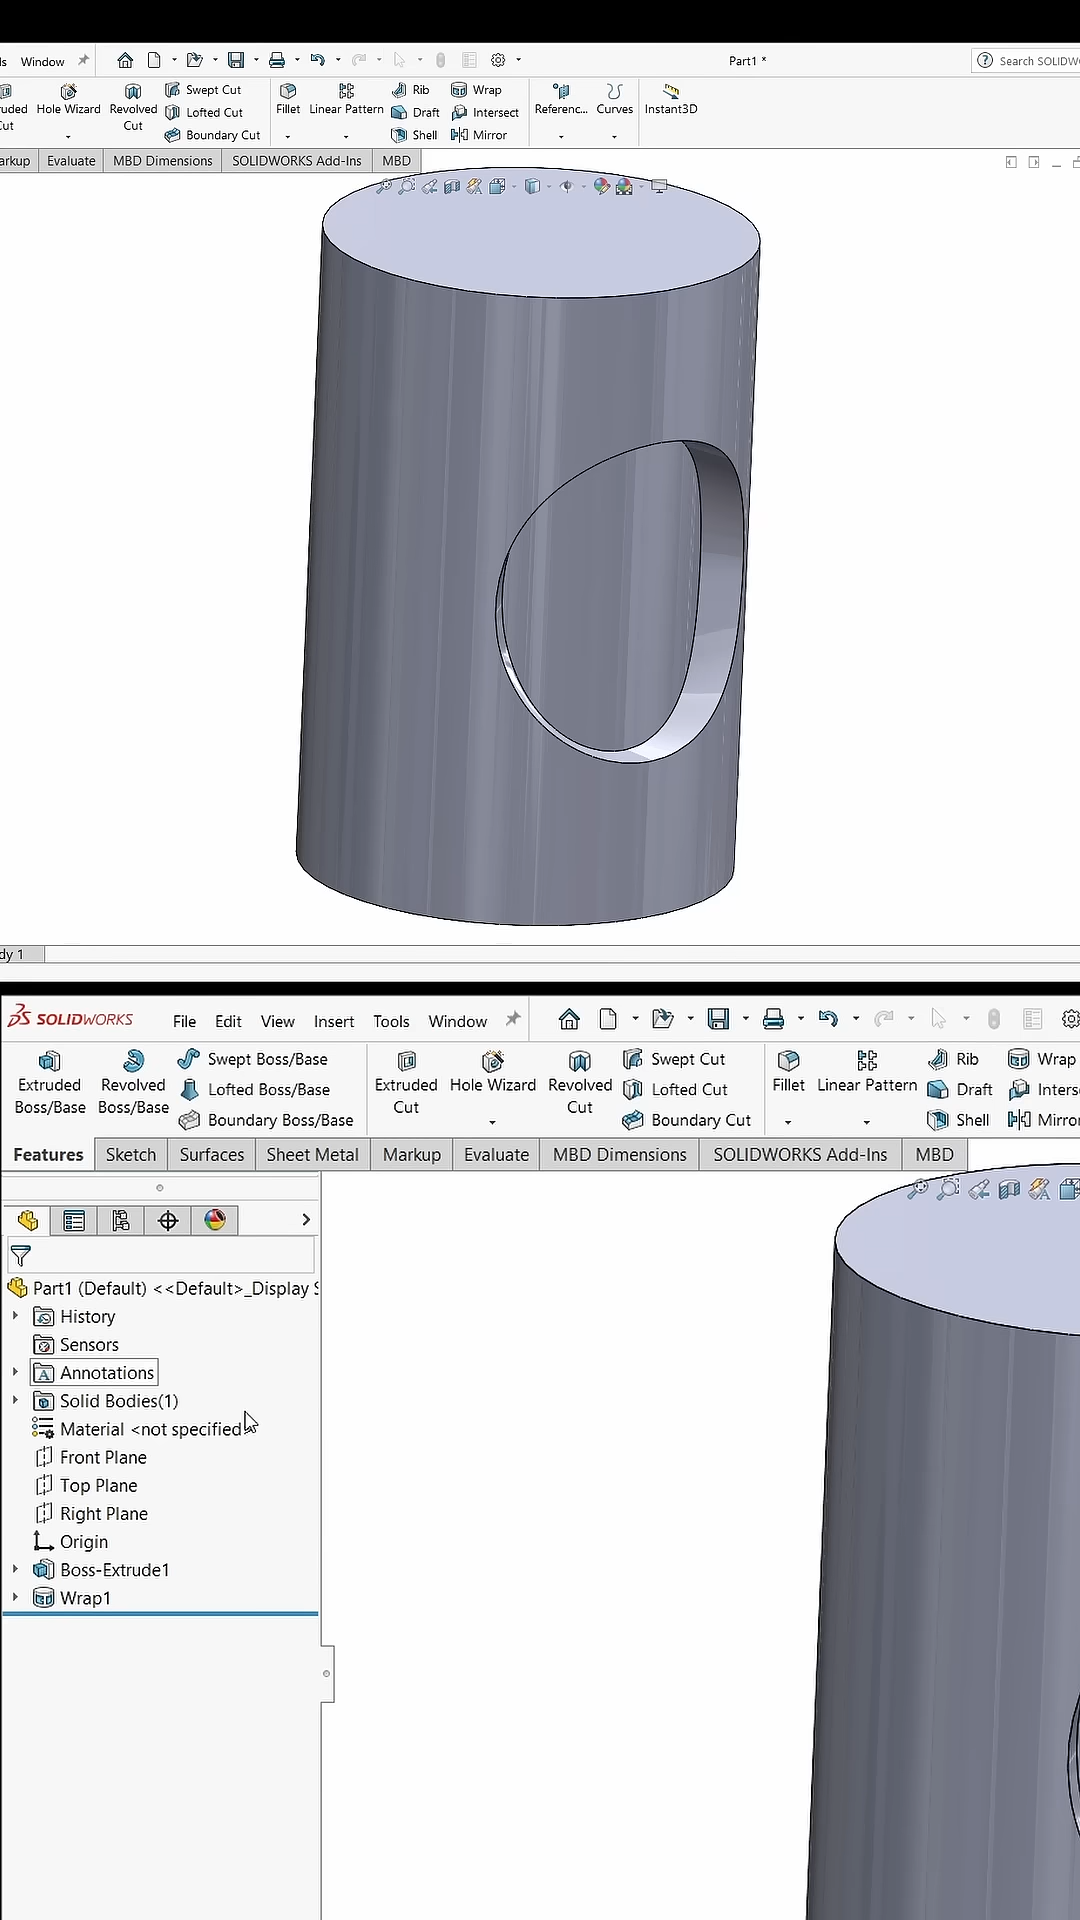 Window
Part1 *
Search SOLIDW
Swept Cut
Rib
Wrap
Hole Wizard
Revolved
Cut
Lofted Cut
Fillet
Linear Pattern
Draft
Intersect
Referenc...
Curves
Instant3D
Boundary Cut
Shell
Mirror
Evaluate
MBD Dimensions
SOLIDWORKS Add-Ins
MBD
dy 1
SOLIDWORKS
File
Edit
View
Insert
Tools
Window
Extruded
Boss/Base
Revolved
Boss/Base
Swept Boss/Base
Lofted Boss/Base
Boundary Boss/Base
Extruded
Cut
Hole Wizard
Revolved
Cut
Swept Cut
Lofted Cut
Boundary Cut
Fillet
Linear Pattern
Rib
Draft
Shell
Wrap
Inters
Mirro
Features
Sketch
Surfaces
Sheet Metal
Markup
Evaluate
MBD Dimensions
SOLIDWORKS Add-Ins
MBD
Part1 (Default) <<Default>_Display S
History
Sensors
Annotations
Solid Bodies(1)
Material <not specified
Front Plane
Top Plane
Right Plane
Origin
Boss-Extrude1
Wrap1